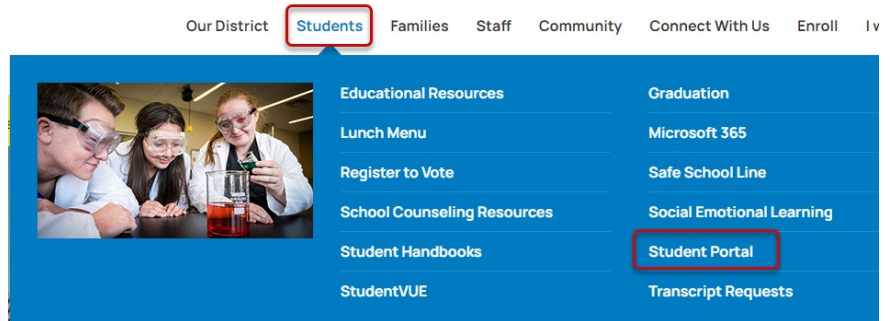 Our District Students Families Staff Community Connect With Us Enroll I w
Educational Resources
Lunch Menu
Register to Vote
School Counseling Resources
Student Handbooks
StudentVUE
Graduation
Microsoft 365
Safe School Line
Social Emotional Learning
Student Portal
Transcript Requests